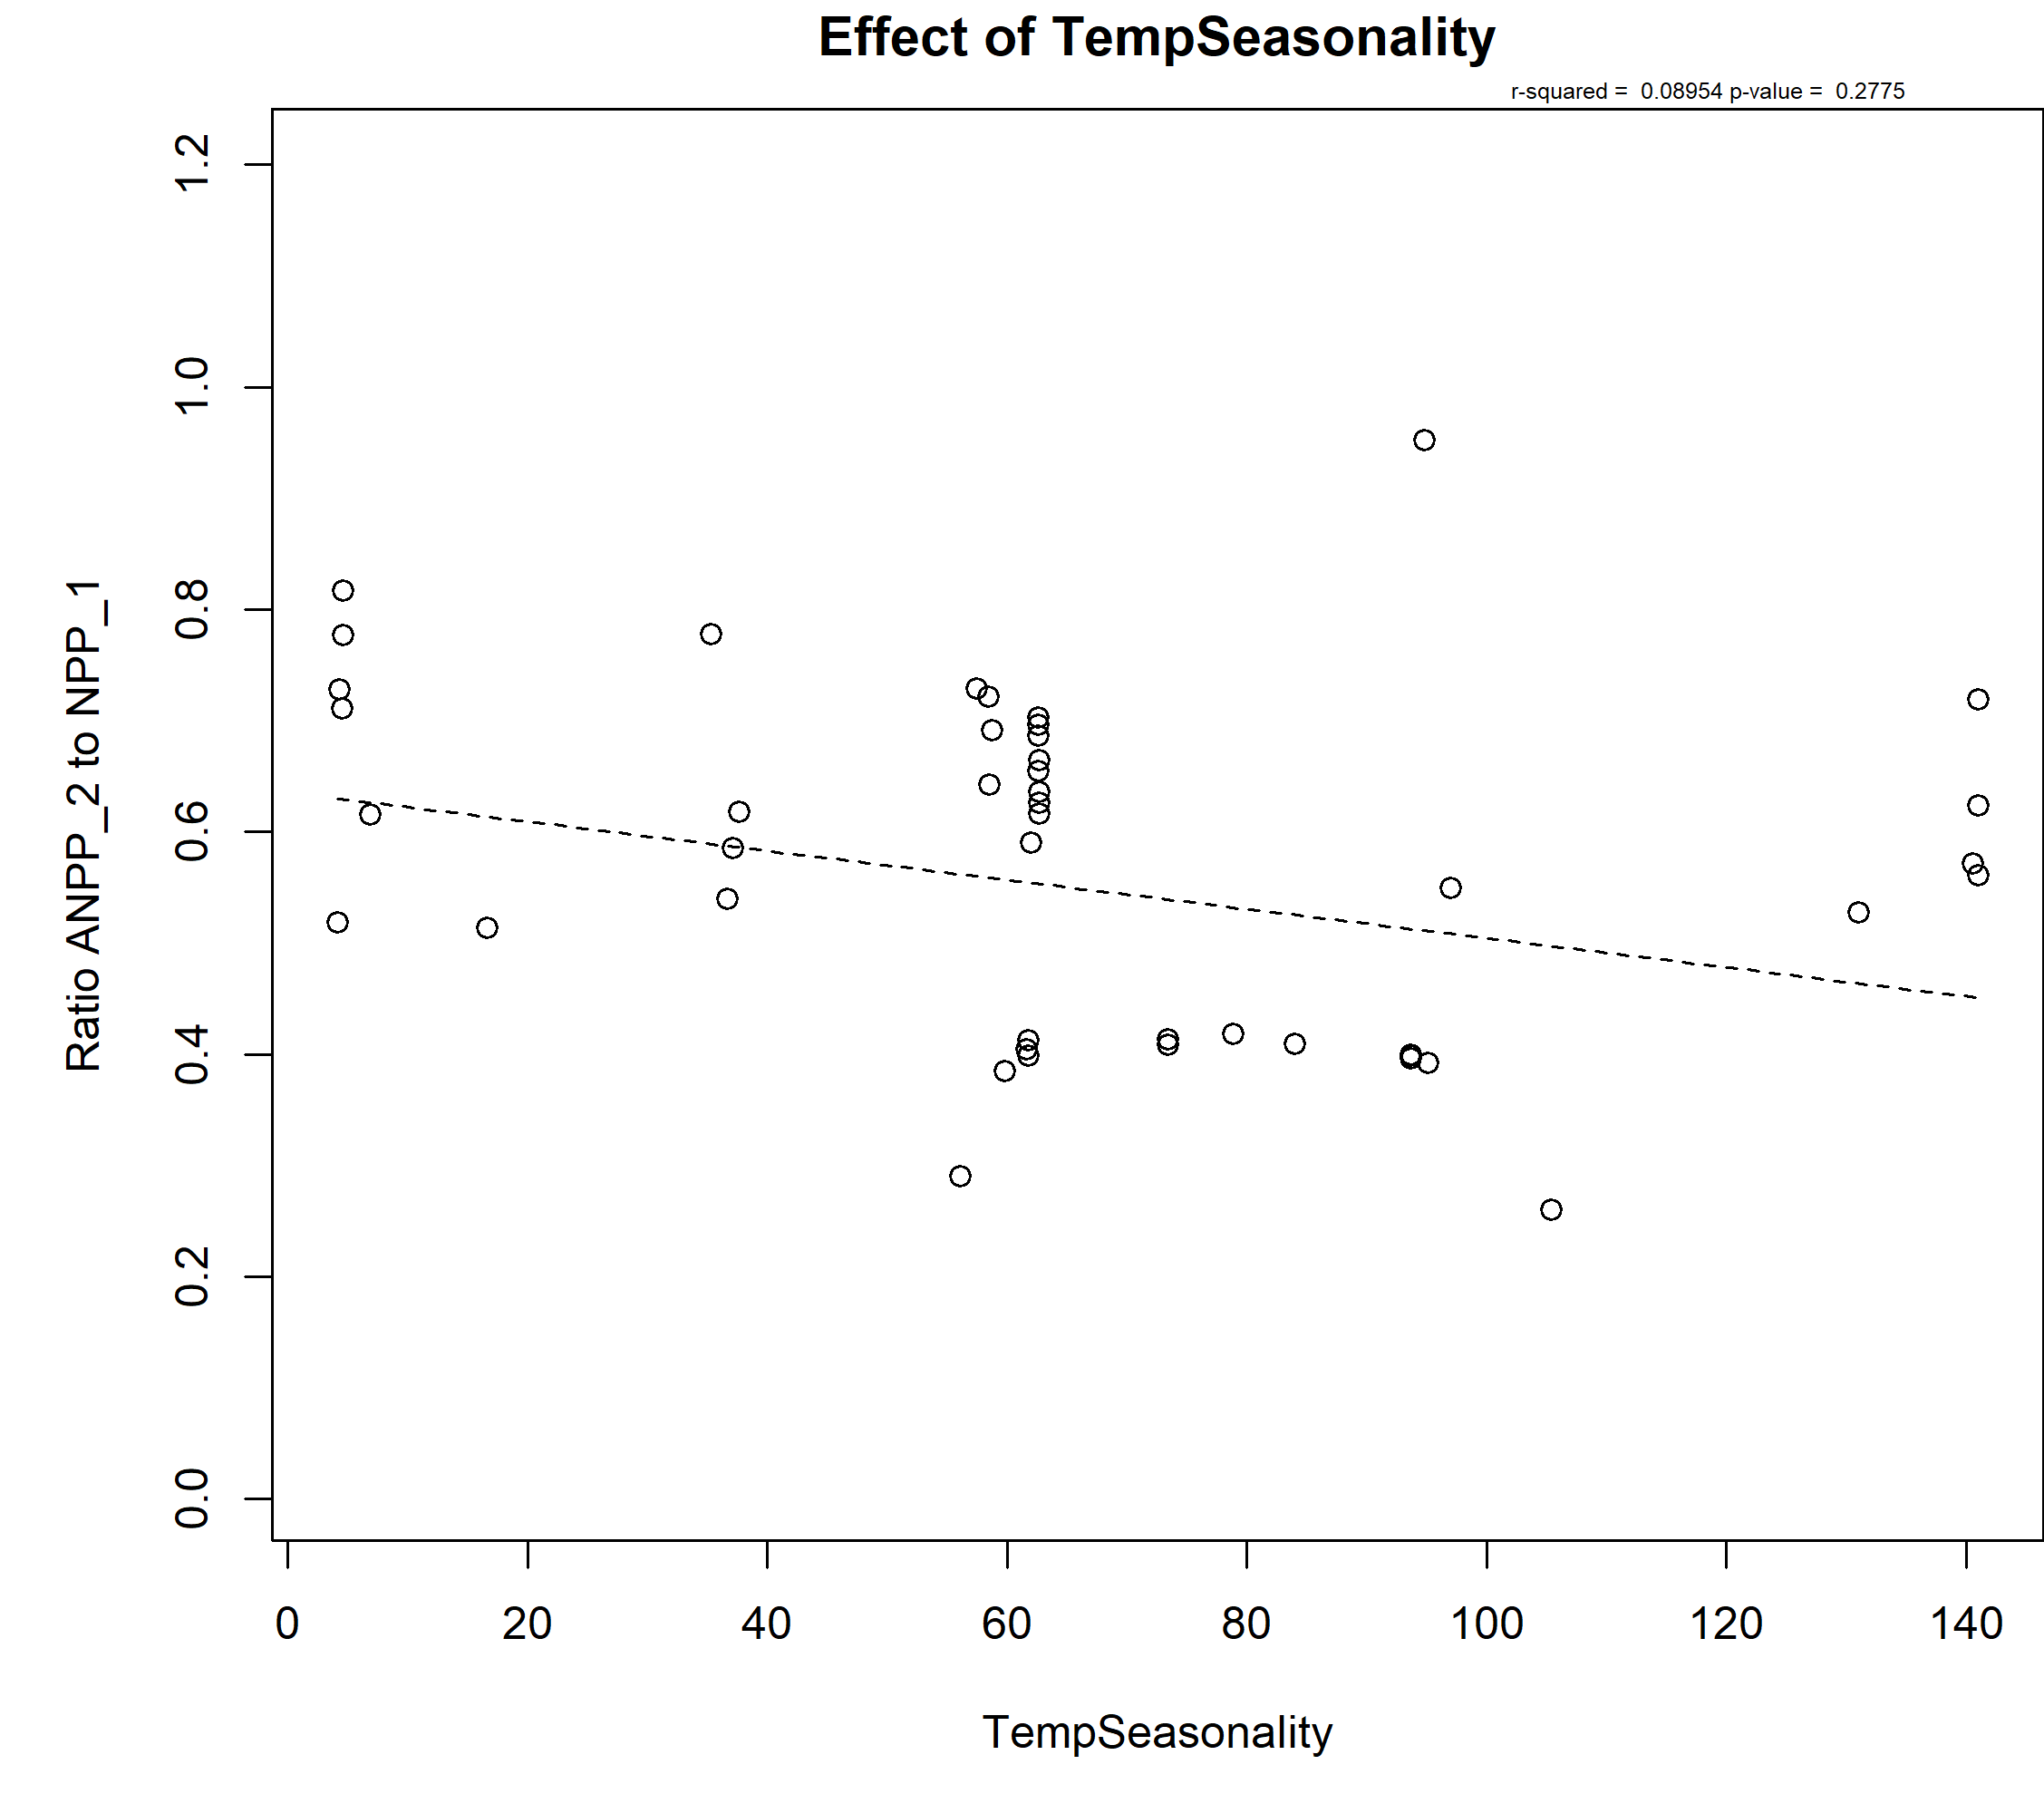 Effect of TempSeasonality
r-squared =  0.08954 p-value =  0.2775
Ratio ANPP_2 to NPP_1
1.2
1.0
0.8
0.6
0.4
0.2
0.0
0 20 40 60 80 100 120 140
TempSeasonality